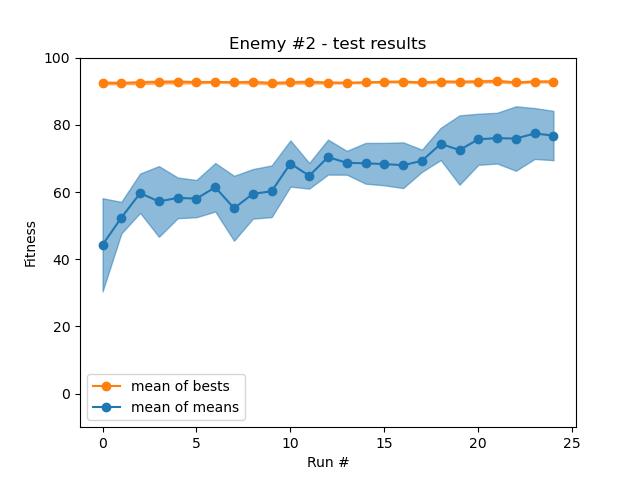 Enemy #2 - test results
100
80
60
40
20
0
Fitness
mean of bests
mean of means
0 5 10 15 20 25
Run #